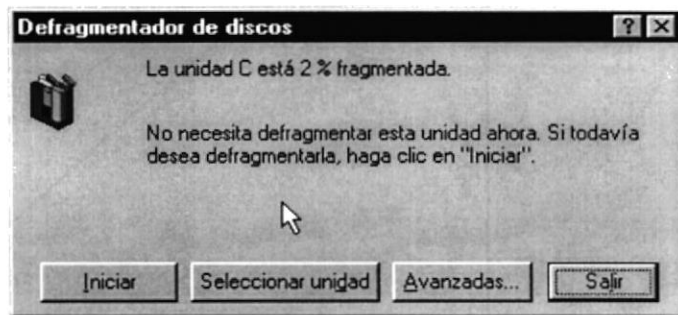 Defragmentador de discos
La unidad C está 2 % fragmentada.
No necesita defragmentar esta unidad ahora. Si todavía
desea defragmentarla, haga clic en "Iniciar".
Iniciar
Seleccionar unidad
Avanzadas...
Salir